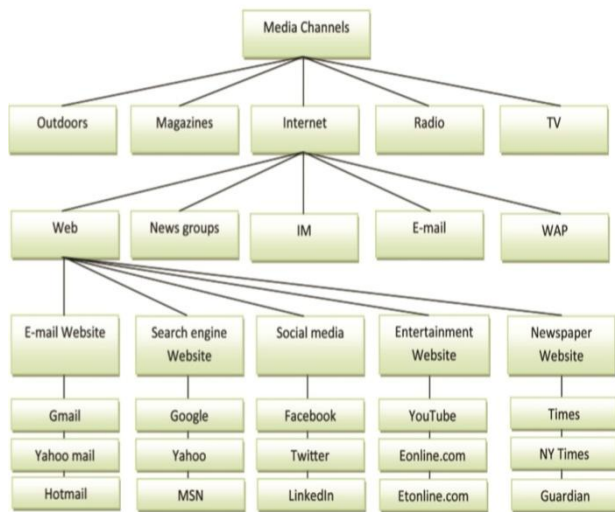 Media Channels
Outdoors
Magazines
Internet
Radio
TV
Web
News groups
IM
E-mail
WAP
E-mail Website
Search engine
Website
Social media
Entertainment
Website
Newspaper
Website
Gmail
Google
Facebook
YouTube
Times
Yahoo mail
Yahoo
Twitter
Eonline.com
NY Times
Hotmail
MSN
LinkedIn
Etonline.com
Guardian